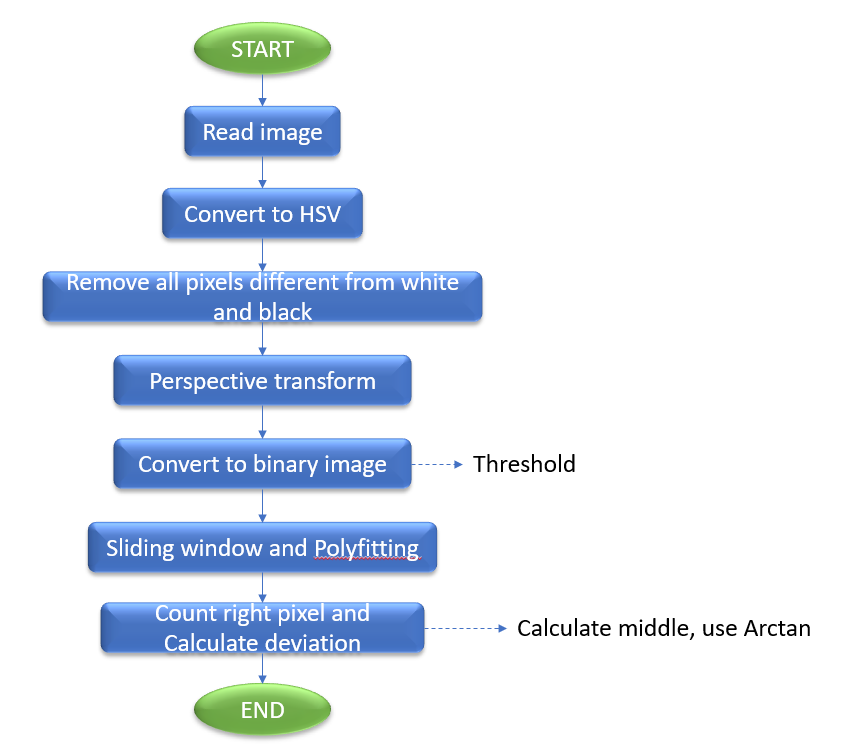 START
Read image
Convert to HSV
Remove all pixels different from white
and black
Perspective transform
Convert to binary image
Threshold
Sliding window and Polyfitting
Count right pixel and
Calculate deviation
Calculate middle, use Arctan
END